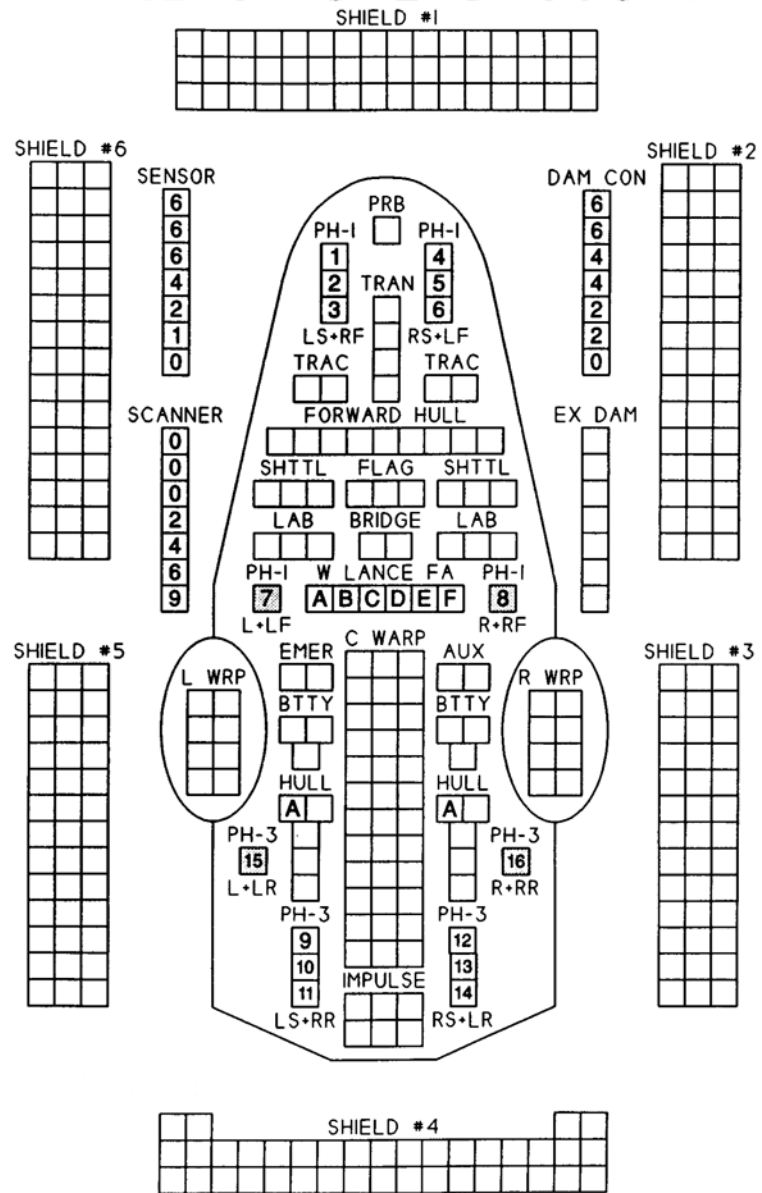 SHIELD #1
SHIELD #6
SHIELD #2
SENSOR
DAM CON
6
6
6
4
2
1
0
6
6
4
4
2
2
0
PRB
PH-1
PH-1
1
2
3
4
5
6
TRAN
LS+RF
RS+LF
TRAC
TRAC
SCANNER
FORWARD HULL
EX DAM
0
0
0
2
4
6
9
SHTTL FLAG SHTTL
LAB BRIDGE LAB
PH-1 W LANCE FA PH-1
7 A B C D E F 8
L+LF R+RF
C WARP
SHIELD #5
EMER AUX
SHIELD #3
L WRP
R WRP
BTTY BTTY
HULL HULL
A A
PH-3 PH-3
15 16
L+LR R+RR
PH-3 PH-3
9 12
10 13
11 14
IMPULSE
LS+RR RS+LR
SHIELD #4